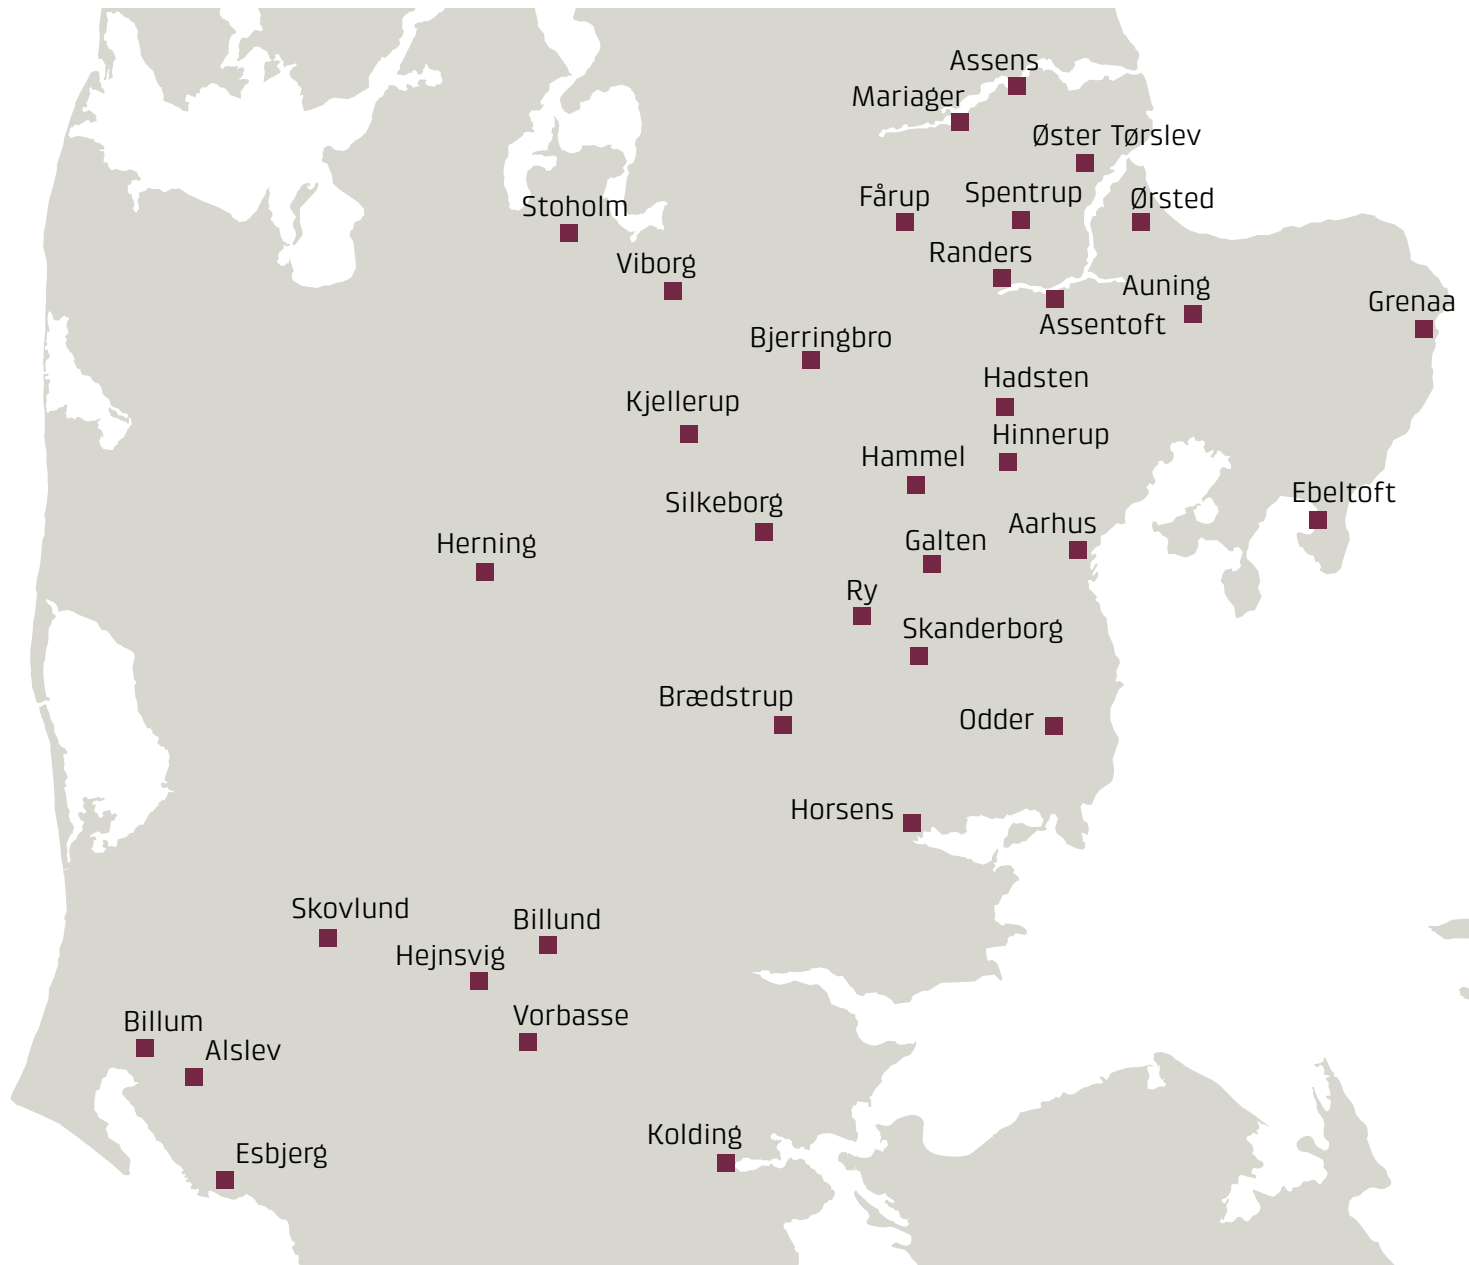 Assens
Mariager
Øster Tørslev
Fårup
Spentrup
Ørsted
Stoholm
Randers
Viborg
Auning
Grenaa
Assentoft
Bjerringbro
Hadsten
Kjellerup
Hinnerup
Hammel
Ebeltoft
Silkeborg
Aarhus
Herning
Galten
Ry
Skanderborg
Brædstrup
Odder
Horsens
Skovlund
Billund
Hejnsvig
Vorbasse
Billum
Alslev
Kolding
Esbjerg